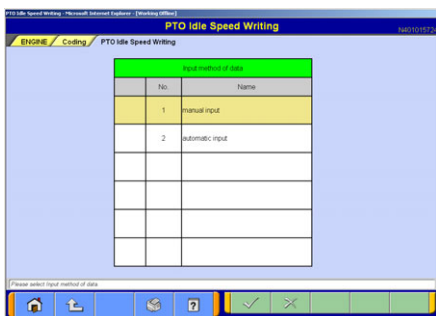 PTO Idle Speed Writing - Microsoft Internet Explorer - [Working Offline]
PTO Idle Speed Writing
N40101572
ENGINE Coding PTO Idle Speed Writing
Input method of data
No. Name
1 manual input
2 automatic input
Please select Input method of data.
?